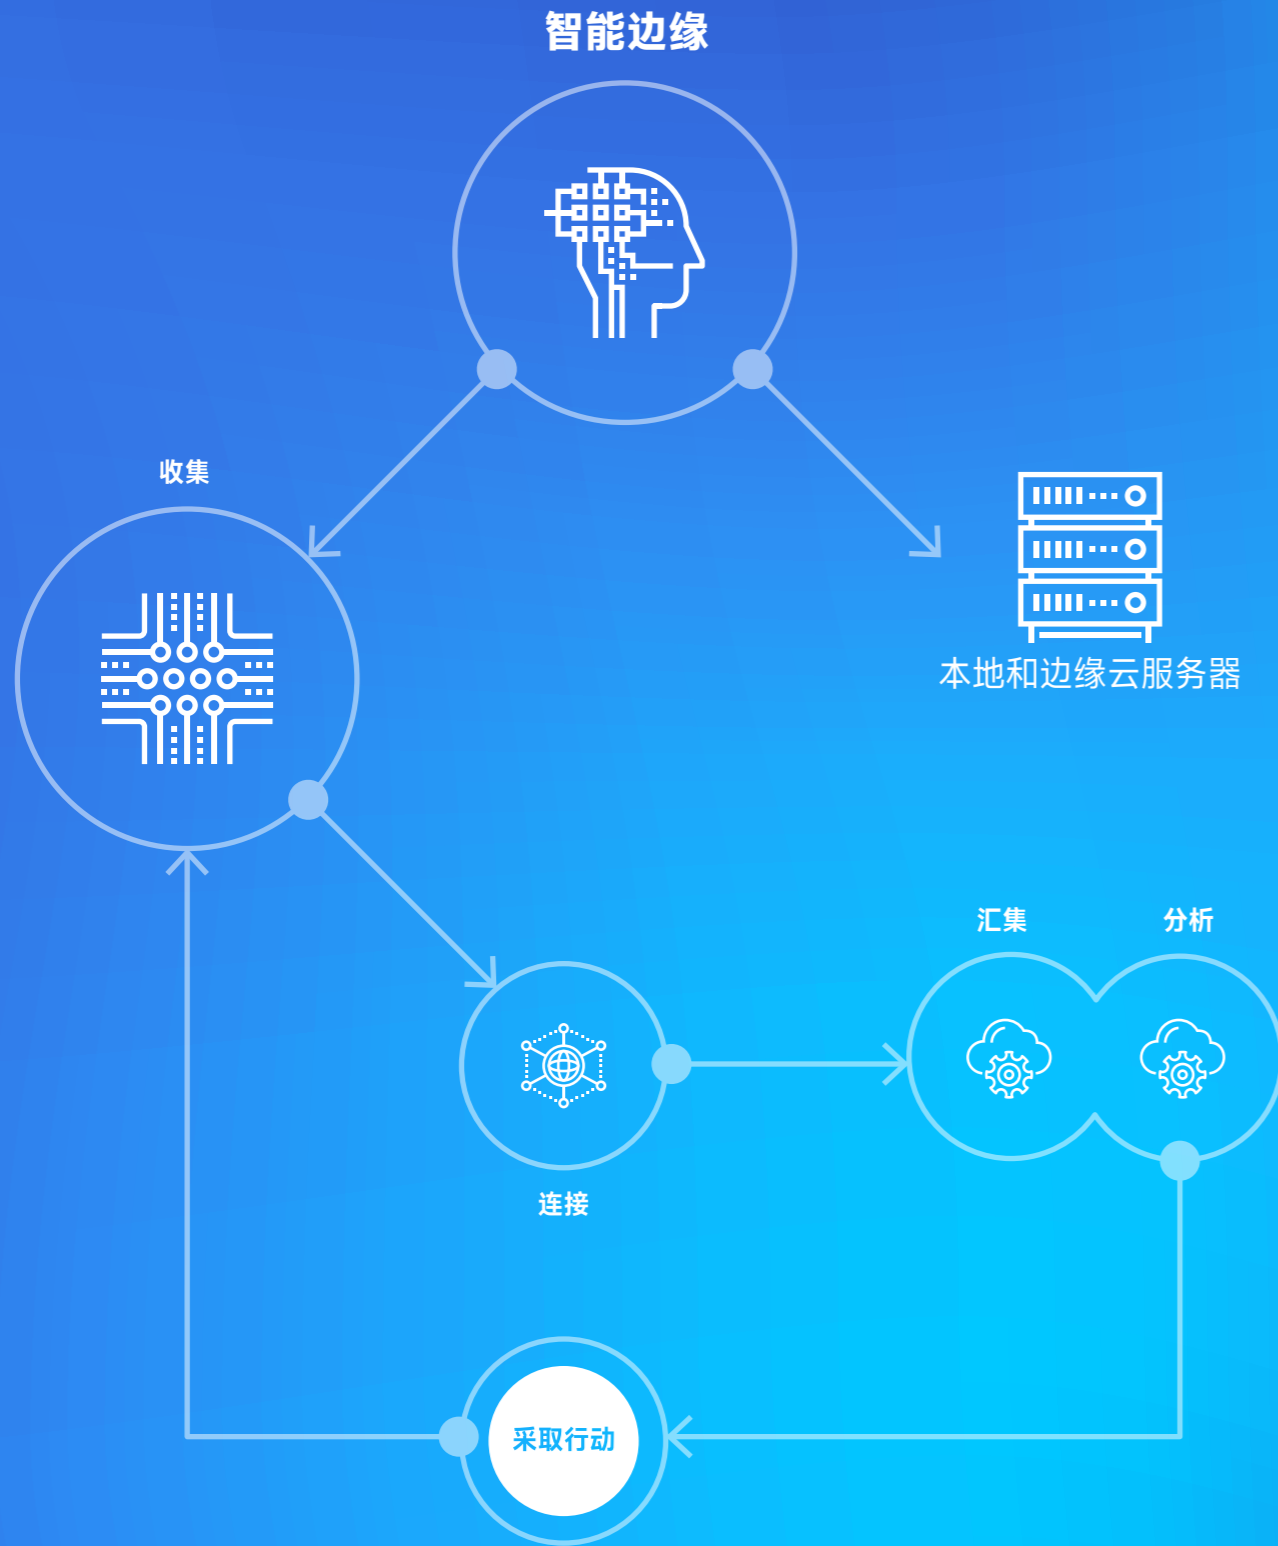 智能边缘
收集
本地和边缘云服务器
汇集
分析
连接
采取行动